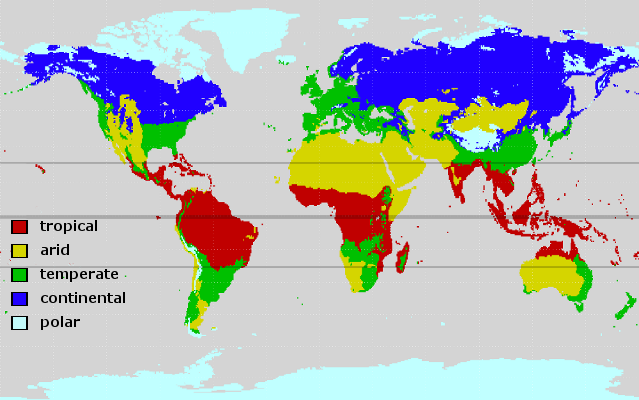 tropical
arid
temperate
continental
polar